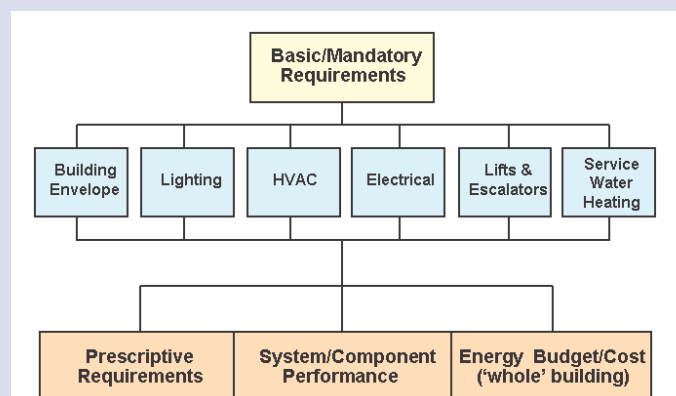 Basic/Mandatory
Requirements
Building
Envelope
Lighting
HVAC
Electrical
Lifts &
Escalators
Service
Water
Heating
Prescriptive
Requirements
System/Component
Performance
Energy Budget/Cost
(‘whole’ building)